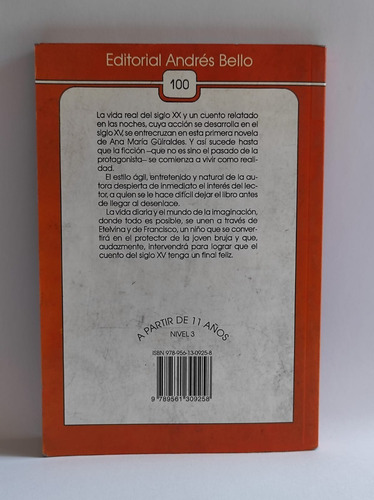 Editorial Andrés Bello
100
La vida real del siglo XX y un cuento relatado
en las noches, cuya acción se desarrolla en el
siglo XV, se entrecruzan en esta primera novela
de Ana María Güiraldes. Y así sucede hasta
que la ficción -que no es sino el pasado de la
protagonista- se comienza a vivir como reali-
dad.
El estilo ágil, entretenido y natural de la au-
tora despierta de inmediato el interés del lec-
tor, a quien se le hace difícil dejar el libro antes
de llegar al desenlace.
La vida diaria y el mundo de la imaginación,
donde todo es posible, se unen a través de
Etelvina y de Francisco, un niño que se conver-
tirá en el protector de la joven bruja y que,
audazmente, intervendrá para lograr que el
cuento del siglo XV tenga un final feliz.
A PARTIR DE 11 AÑOS
NIVEL 3
ISBN 978-956-13-0925-8
9 789561 309258